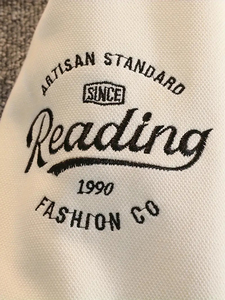 ARTISAN STANDARD
SINCE
Reading
1990
FASHION CO